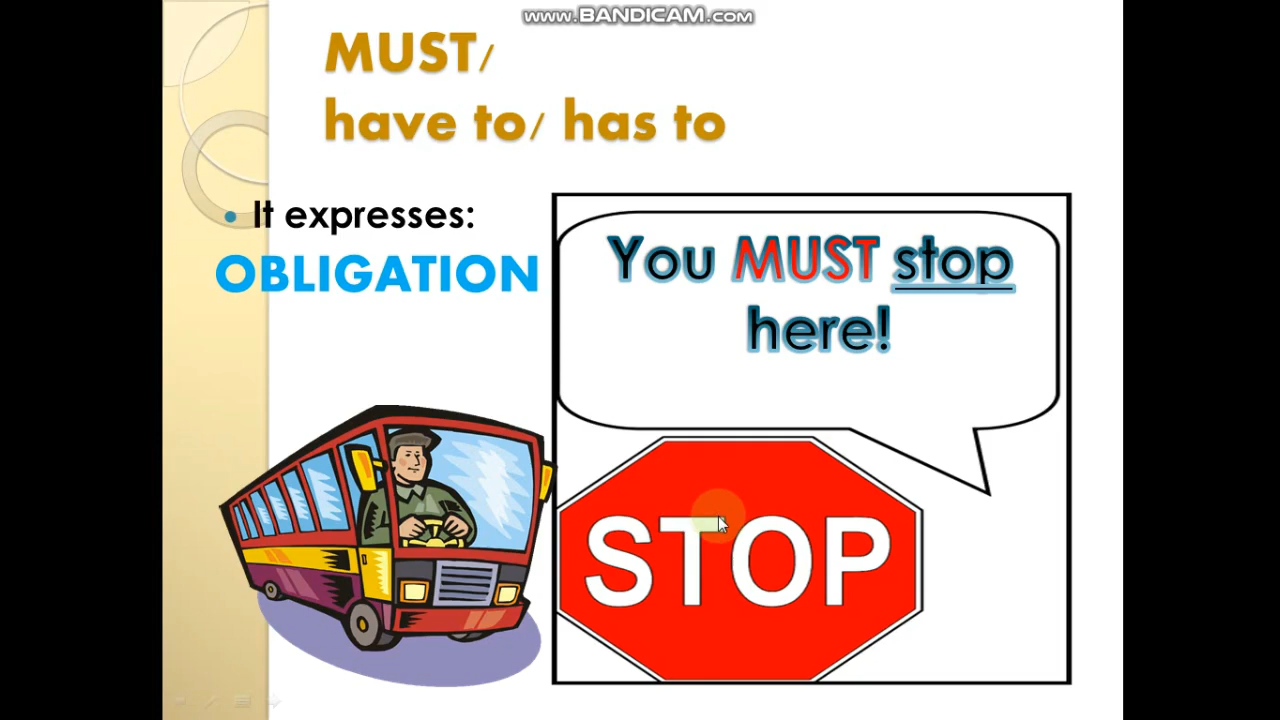 www.BANDICAM.com
MUST/
have to/ has to
It expresses:
OBLIGATION
You MUST stop
here!
STOP